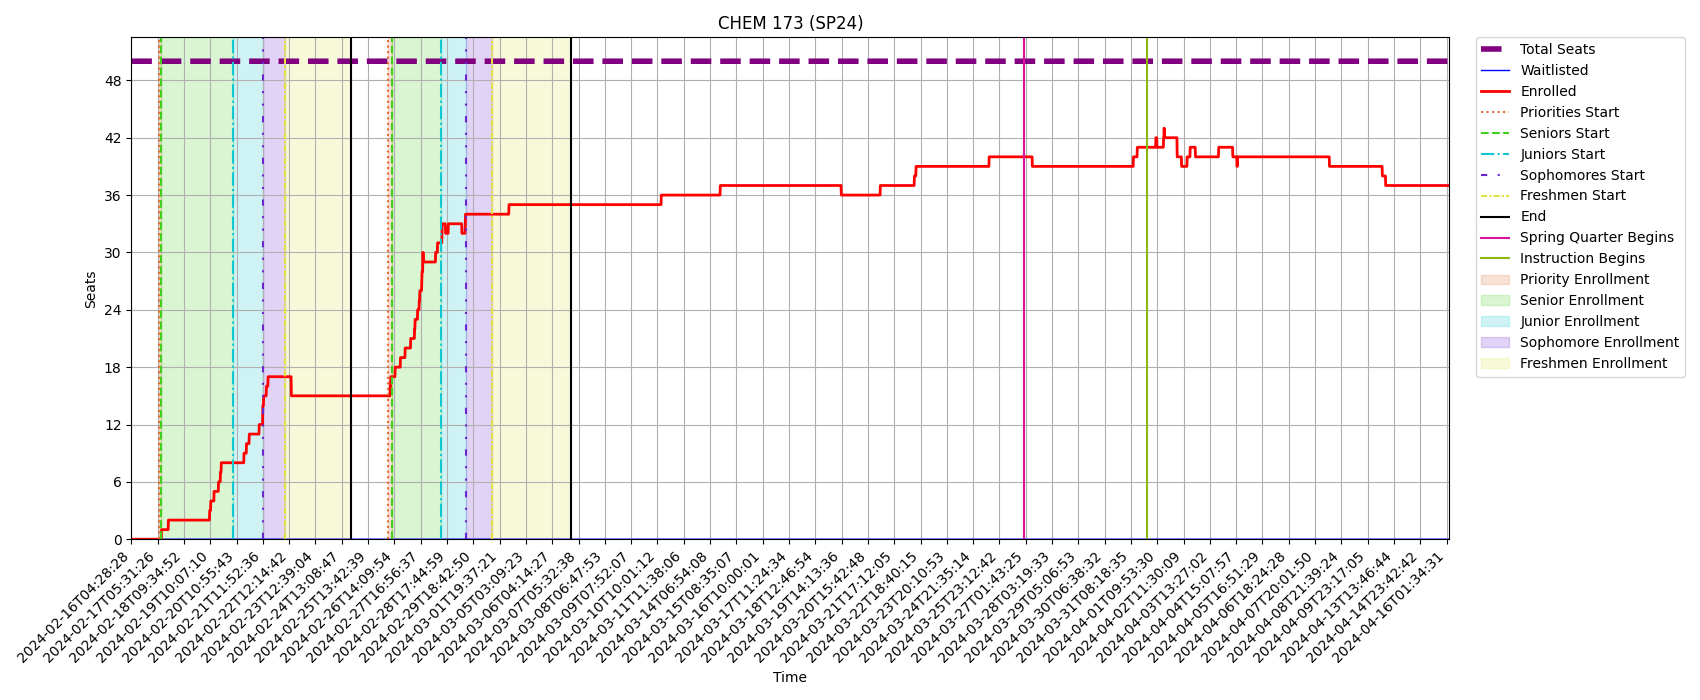 CHEM 173 (SP24)
Seats
48
42
36
30
24
18
12
6
0
2024-02-16T04:28:28
2024-02-17T05:31:26
2024-02-18T09:34:52
2024-02-19T10:07:10
2024-02-20T10:55:43
2024-02-21T11:52:36
2024-02-22T12:14:42
2024-02-23T12:39:04
2024-02-24T13:08:47
2024-02-25T13:42:39
2024-02-26T14:09:54
2024-02-27T16:56:37
2024-02-28T17:44:59
2024-02-29T18:42:50
2024-03-01T19:37:21
2024-03-05T03:09:23
2024-03-06T04:14:27
2024-03-07T05:32:38
2024-03-08T06:47:53
2024-03-09T07:52:07
2024-03-10T10:01:12
2024-03-11T11:38:06
2024-03-14T06:54:08
2024-03-15T08:35:07
2024-03-16T10:00:01
2024-03-17T11:24:34
2024-03-18T12:46:54
2024-03-19T14:13:36
2024-03-20T15:42:48
2024-03-21T17:12:05
2024-03-22T18:40:15
2024-03-23T20:10:53
2024-03-24T21:35:14
2024-03-25T23:12:42
2024-03-27T01:43:25
2024-03-28T03:19:33
2024-03-29T05:06:53
2024-03-30T06:38:32
2024-03-31T08:18:35
2024-04-01T09:53:30
2024-04-02T11:30:09
2024-04-03T13:27:02
2024-04-04T15:07:57
2024-04-05T16:51:29
2024-04-06T18:24:28
2024-04-07T20:01:50
2024-04-08T21:39:24
2024-04-09T23:17:05
2024-04-13T13:46:44
2024-04-14T23:42:42
2024-04-16T01:34:31
Time
Total Seats
Waitlisted
Enrolled
Priorities Start
Seniors Start
Juniors Start
Sophomores Start
Freshmen Start
End
Spring Quarter Begins
Instruction Begins
Priority Enrollment
Senior Enrollment
Junior Enrollment
Sophomore Enrollment
Freshmen Enrollment